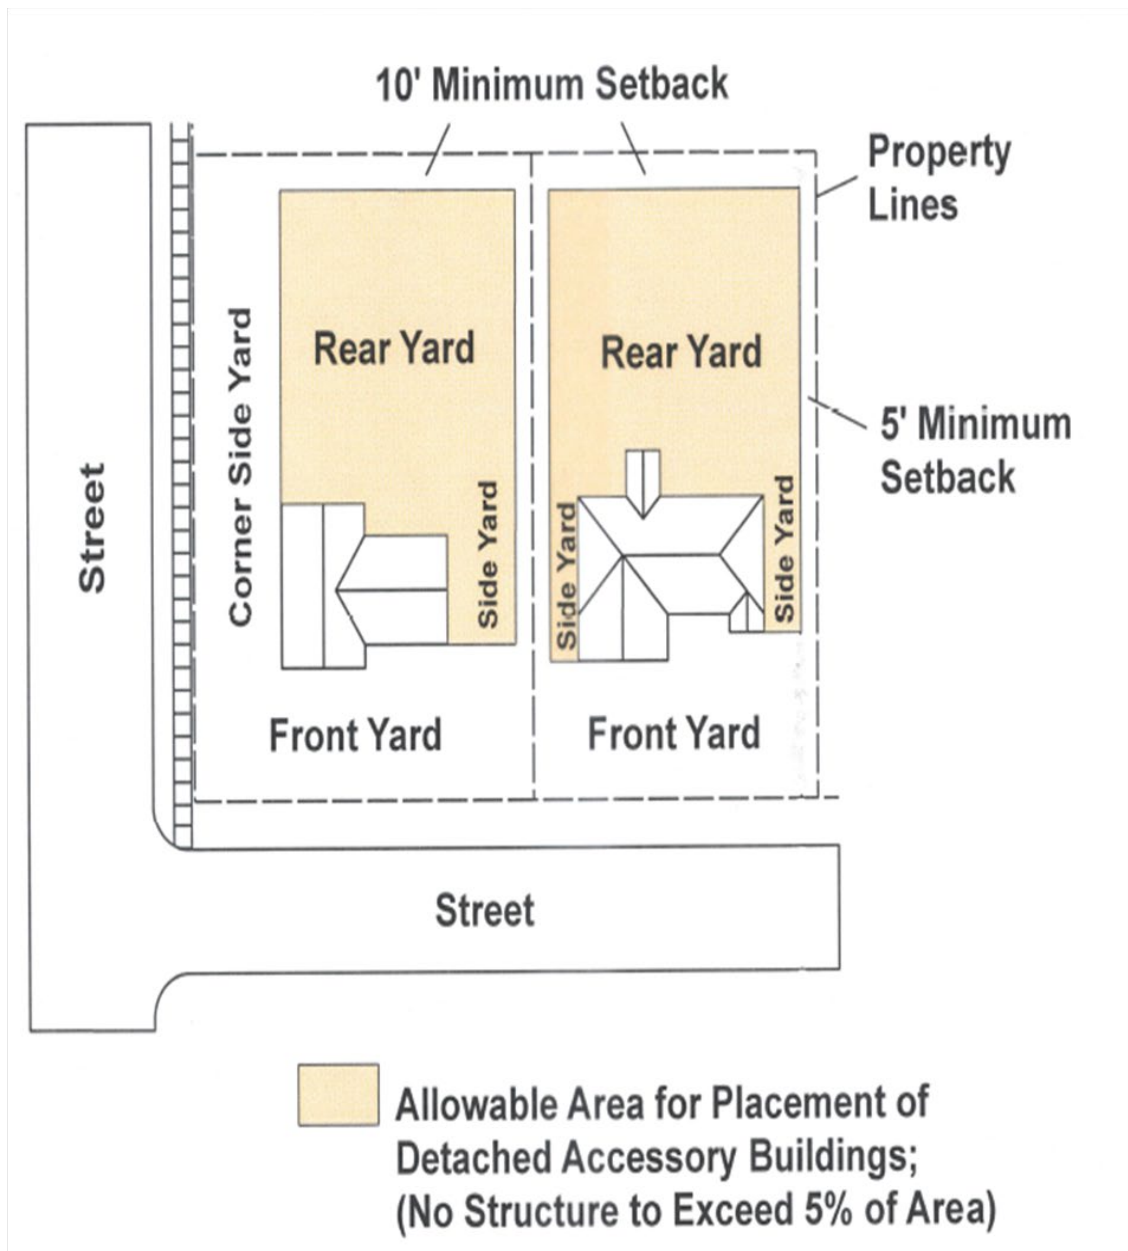 10' Minimum Setback
Property
Lines
Rear Yard
Rear Yard
Corner Side Yard
5' Minimum
Setback
Street
Side Yard
Side Yard
Side Yard
Front Yard
Front Yard
Street
Allowable Area for Placement of
Detached Accessory Buildings;
(No Structure to Exceed 5% of Area)